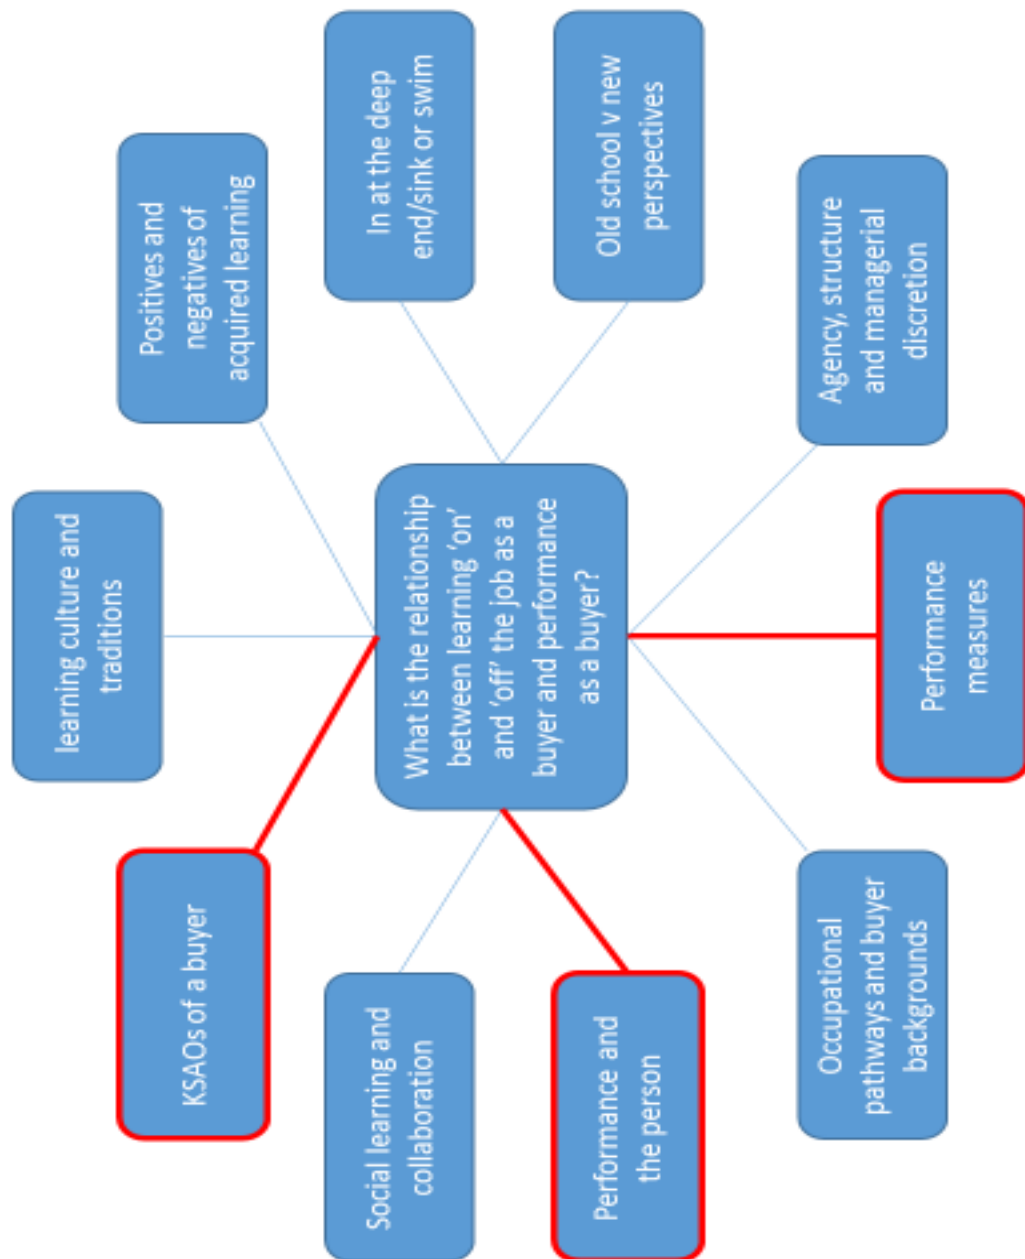 What is the relationship
between learning ‘on’
and ‘off’ the job as a
buyer and performance
as a buyer?
In at the deep
end/sink or swim
Old school v new
perspectives
Agency, structure
and managerial
discretion
Performance
measures
Occupational
pathways and buyer
backgrounds
Performance and
the person
Social learning and
collaboration
KSAOs of a buyer
learning culture and
traditions
Positives and
negatives of
acquired learning